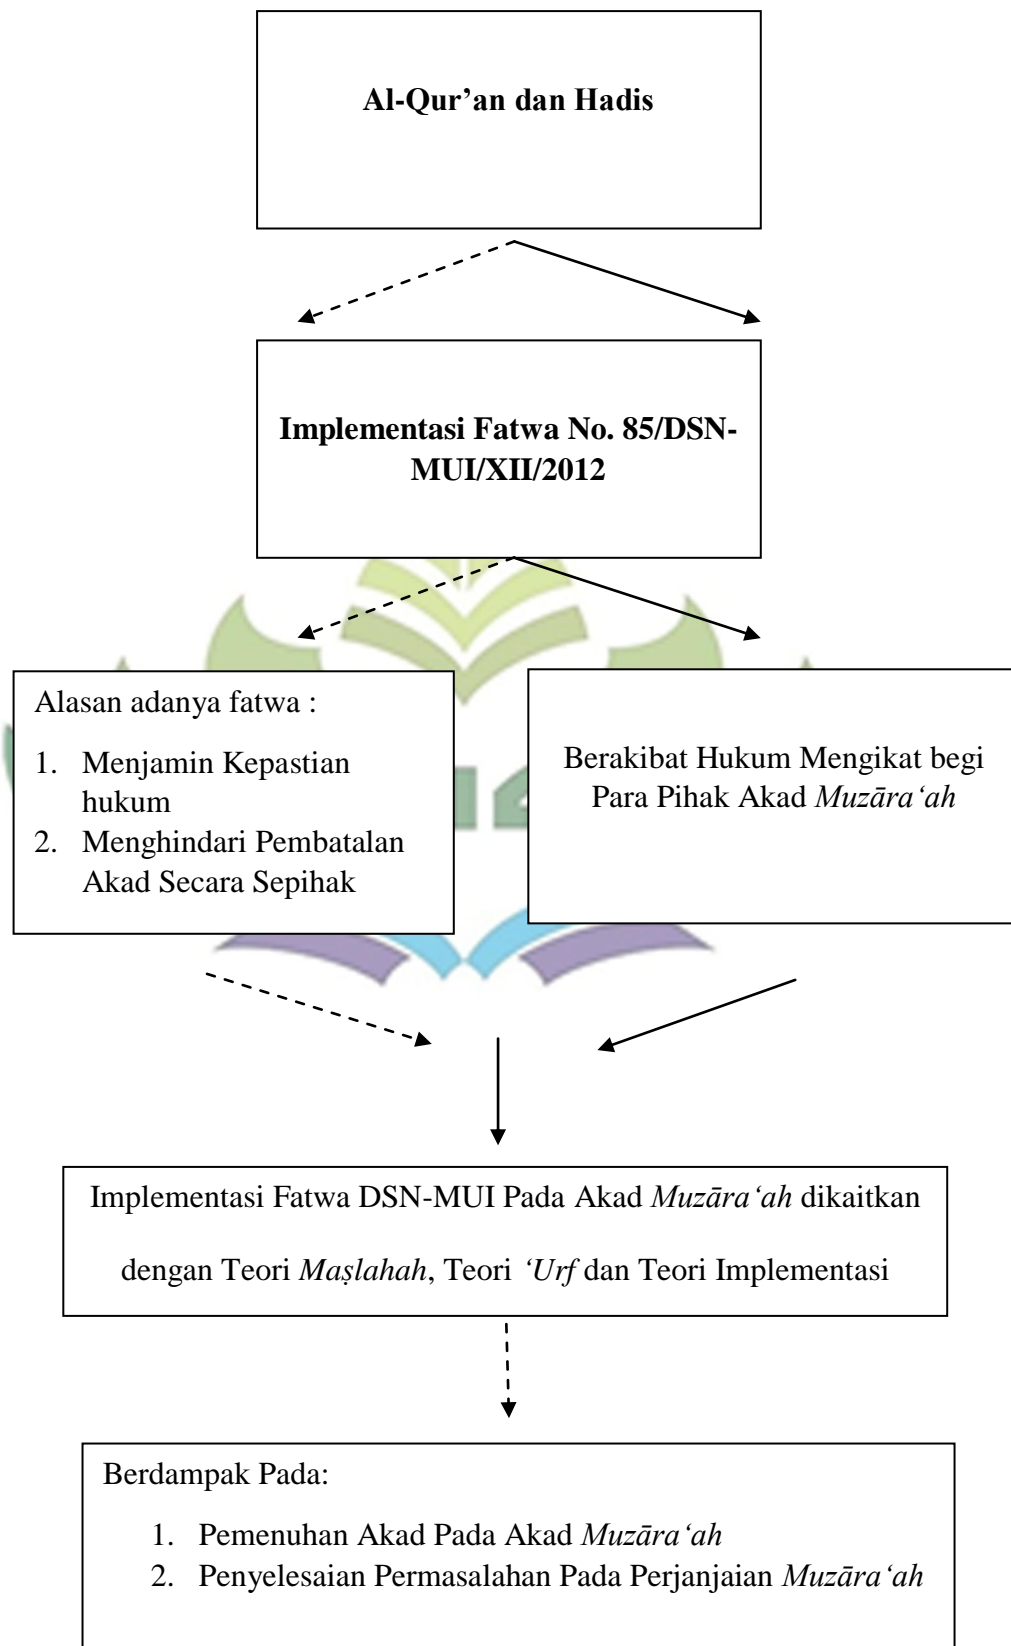 Al-Qur’an dan Hadis
Implementasi Fatwa No. 85/DSN-
MUI/XII/2012
Alasan adanya fatwa :
1. Menjamin Kepastian
hukum
2. Menghindari Pembatalan
Akad Secara Sepihak
Berakibat Hukum Mengikat begi
Para Pihak Akad Muzāra‘ah
Implementasi Fatwa DSN-MUI Pada Akad Muzāra‘ah dikaitkan
dengan Teori Maṣlahah, Teori ‘Urf dan Teori Implementasi
Berdampak Pada:
1. Pemenuhan Akad Pada Akad Muzāra‘ah
2. Penyelesaian Permasalahan Pada Perjanjaian Muzāra‘ah